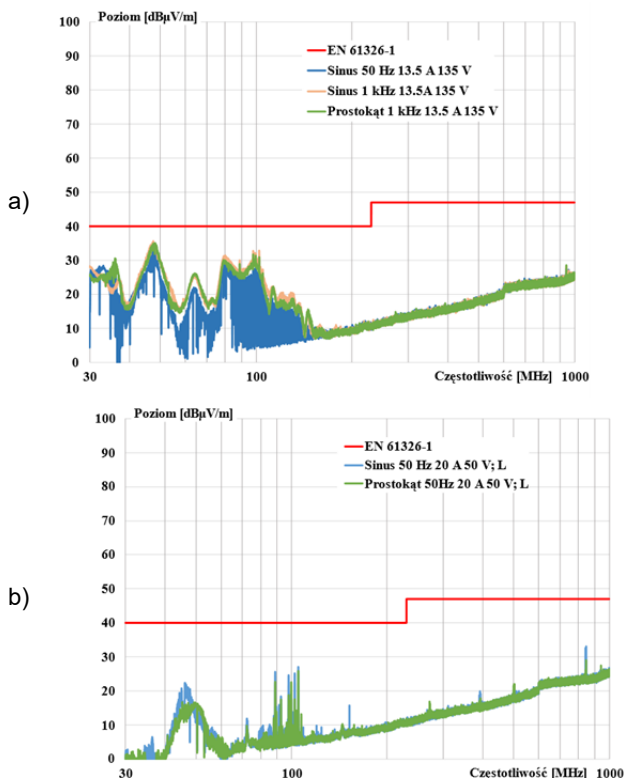 Poziom [dBµV/m]
100
90
80
70
60
50
40
30
20
10
0
EN 61326-1
Sinus 50 Hz 13.5 A 135 V
Sinus 1 kHz 13.5A 135 V
Prostokąt 1 kHz 13.5 A 135 V
a)
30
100
Częstotliwość [MHz]
1000
Poziom [dBµV/m]
100
90
80
70
60
50
40
30
20
10
0
EN 61326-1
Sinus 50 Hz 20 A 50 V; L
Prostokąt 50Hz 20 A 50 V; L
b)
30
100
Częstotliwość [MHz]
1000